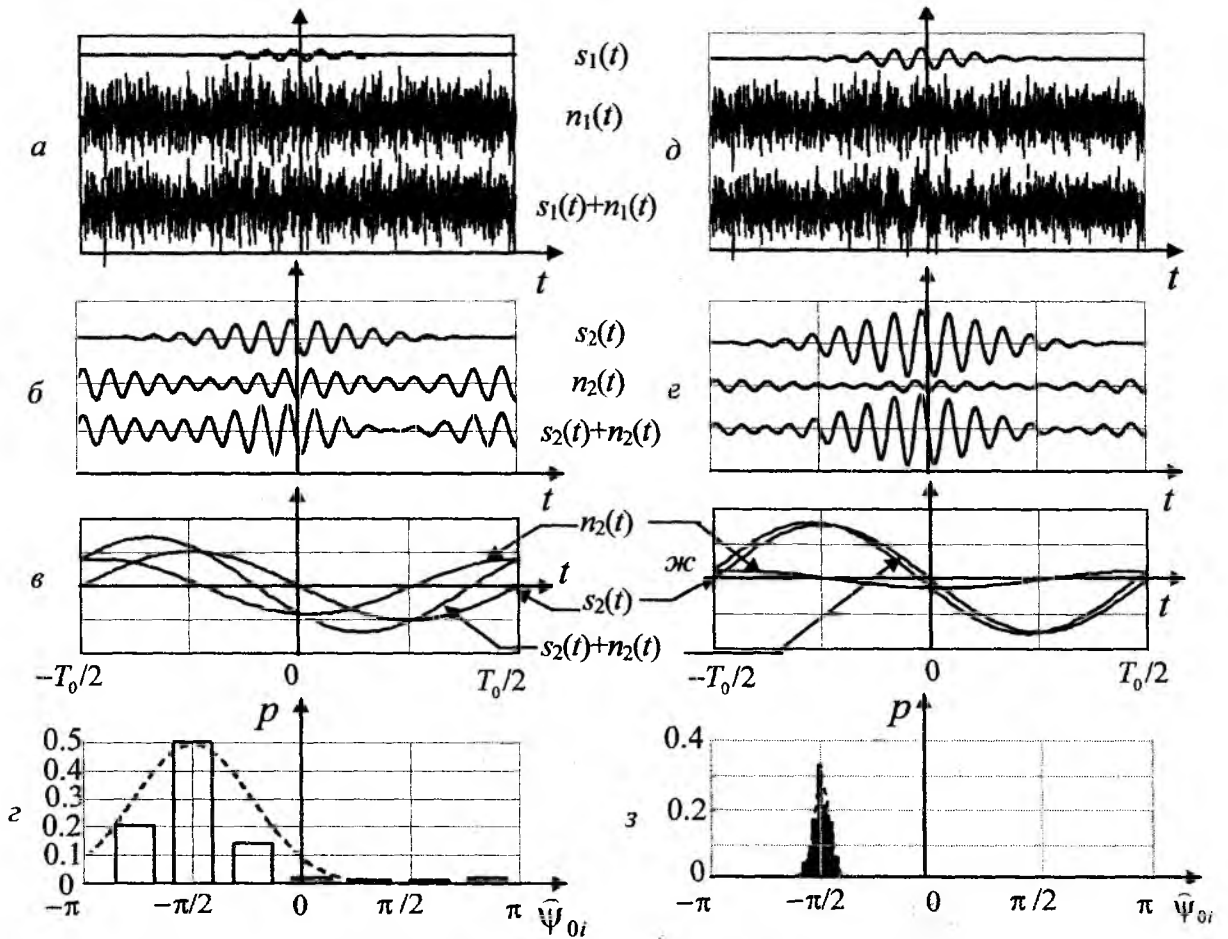 s₁(t)
n₁(t)
s₁(t)+n₁(t)
а
t
д
t
s₂(t)
n₂(t)
s₂(t)+n₂(t)
б
t
е
t
n₂(t)
s₂(t)
s₂(t)+n₂(t)
в
t
–T₀/2
0
T₀/2
ж
t
–T₀/2
0
T₀/2
p
0.5
0.4
0.3
0.2
0.1
0
г
−π
−π/2
0
π/2
π
ψ̂₀ᵢ
p
0.4
0.2
0
з
−π
−π/2
0
π/2
π
ψ̂₀ᵢ